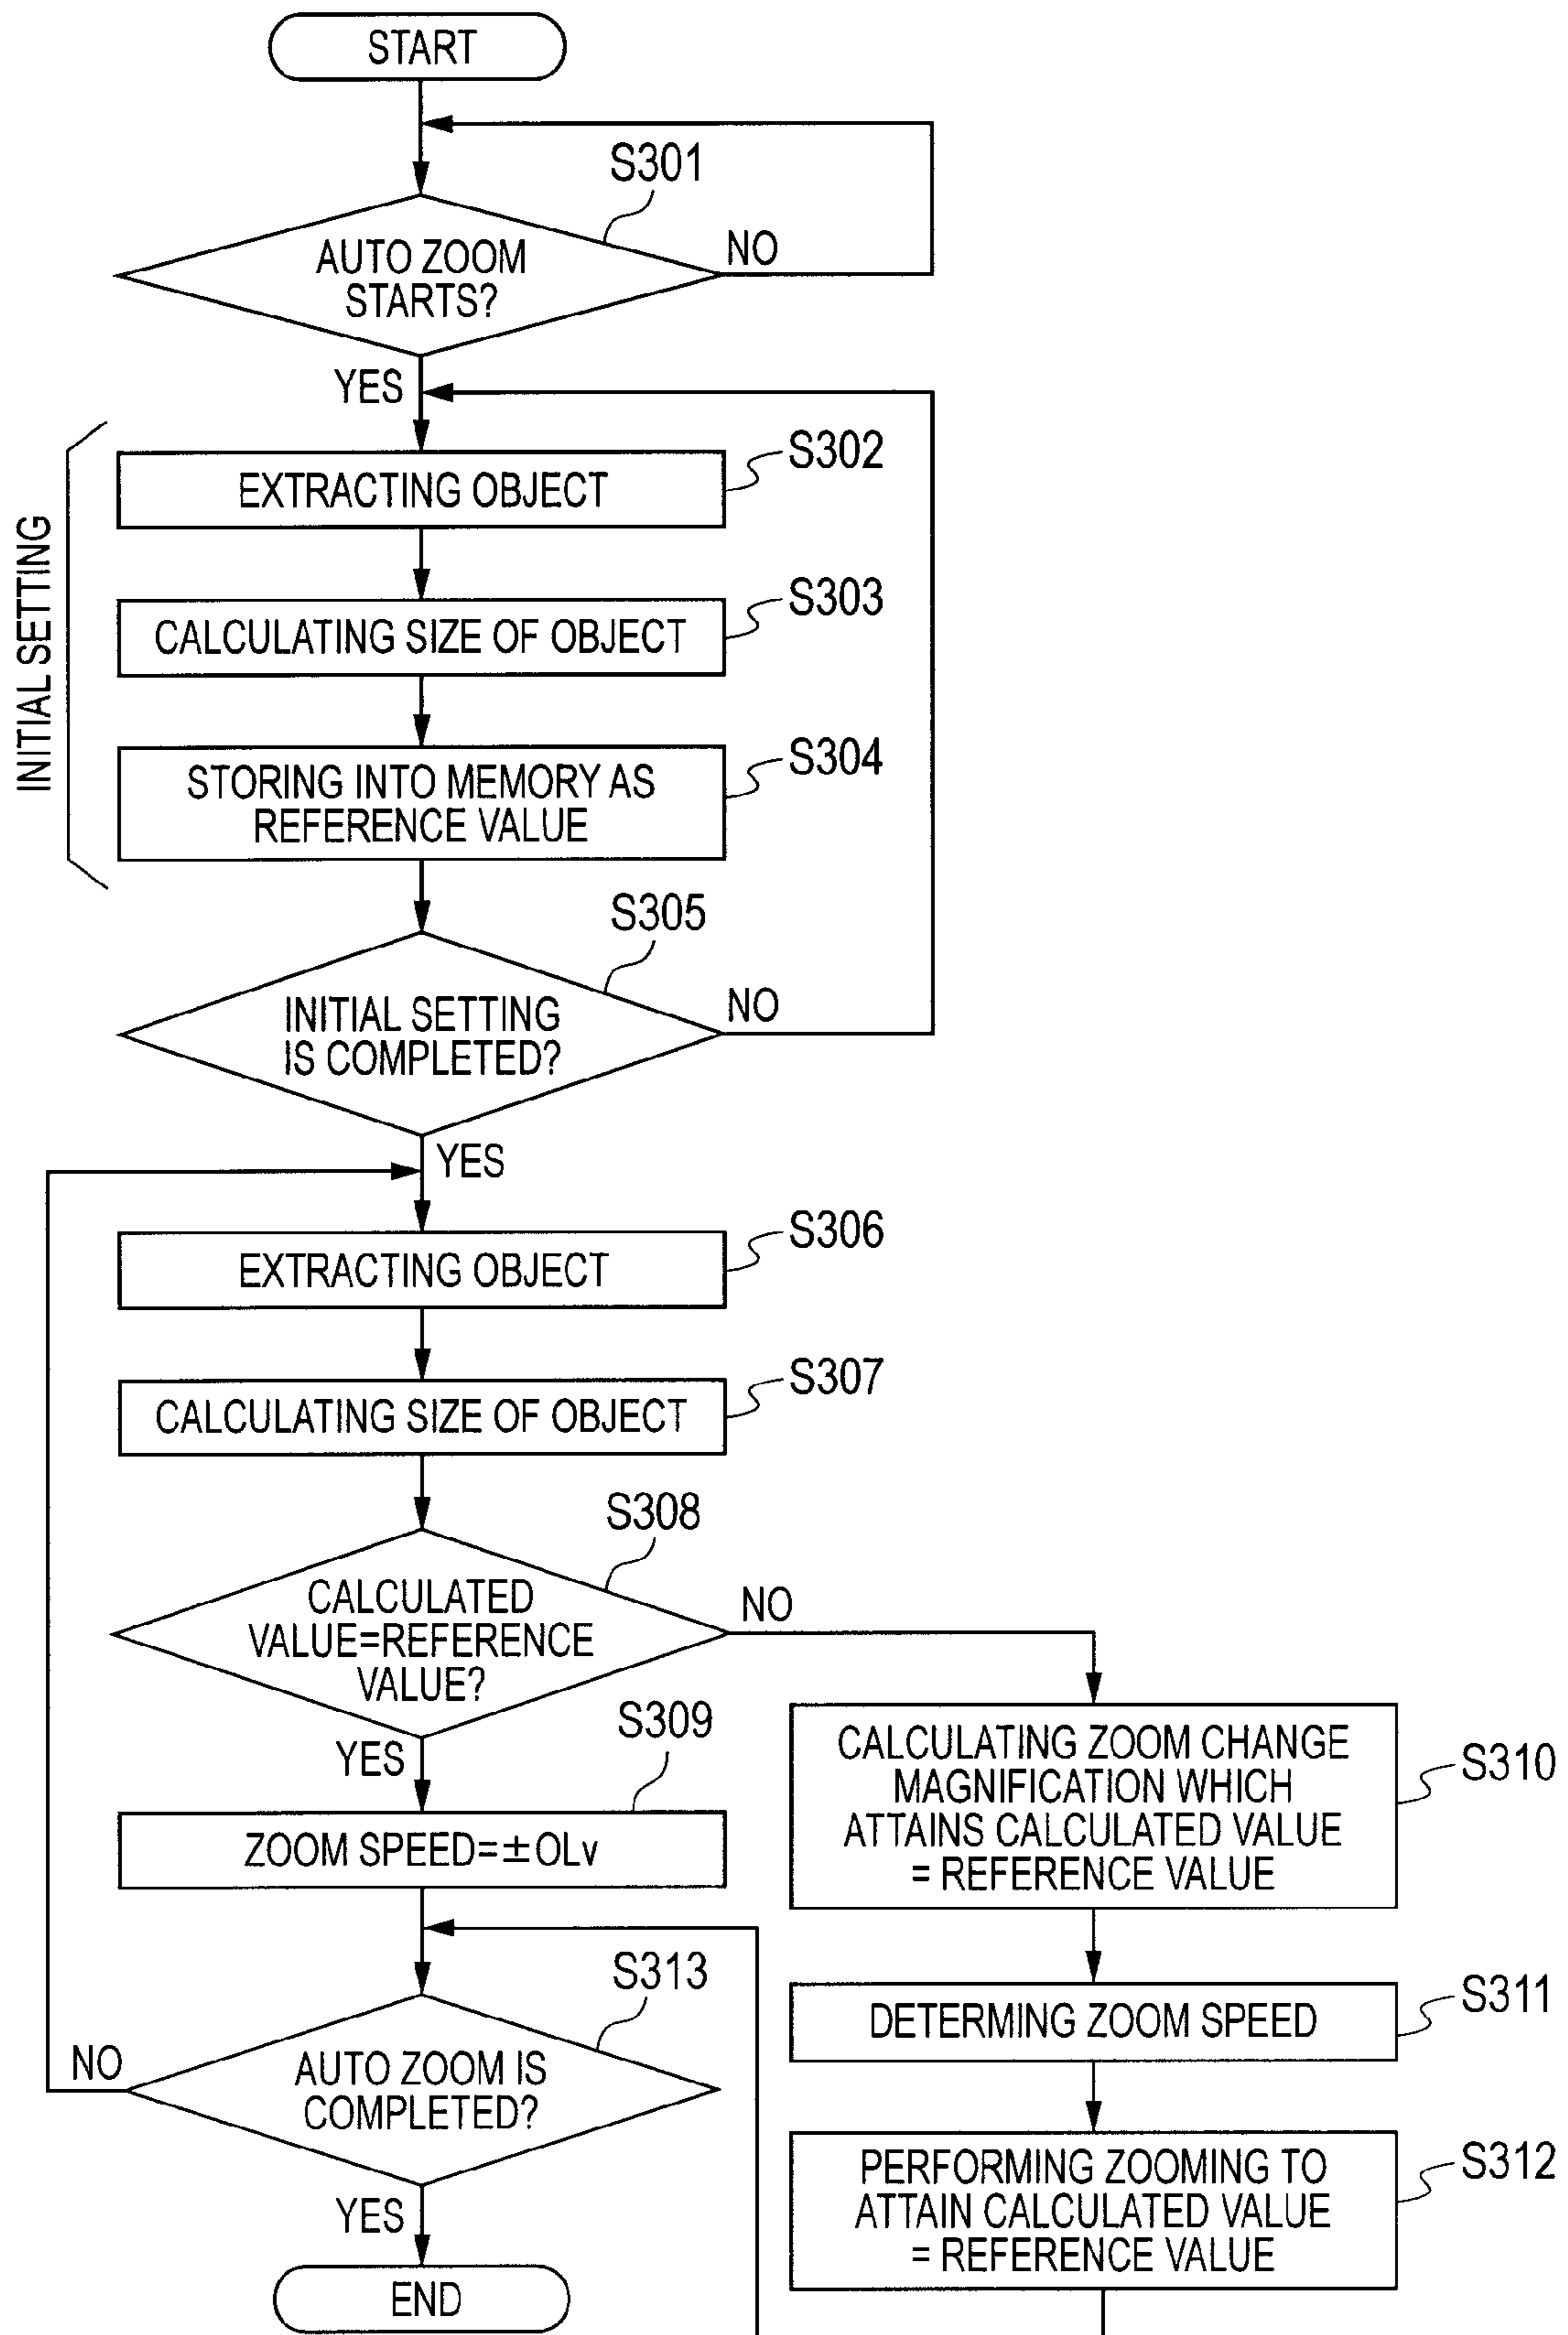 START
S301
AUTO ZOOM
STARTS?
NO
YES
INITIAL SETTING
S302
EXTRACTING OBJECT
S303
CALCULATING SIZE OF OBJECT
S304
STORING INTO MEMORY AS
REFERENCE VALUE
S305
INITIAL SETTING
IS COMPLETED?
NO
YES
S306
EXTRACTING OBJECT
S307
CALCULATING SIZE OF OBJECT
S308
CALCULATED
VALUE=REFERENCE
VALUE?
NO
YES
S309
ZOOM SPEED=±OLv
S310
CALCULATING ZOOM CHANGE
MAGNIFICATION WHICH
ATTAINS CALCULATED VALUE
= REFERENCE VALUE
S311
DETERMING ZOOM SPEED
S312
PERFORMING ZOOMING TO
ATTAIN CALCULATED VALUE
= REFERENCE VALUE
S313
AUTO ZOOM IS
COMPLETED?
NO
YES
END